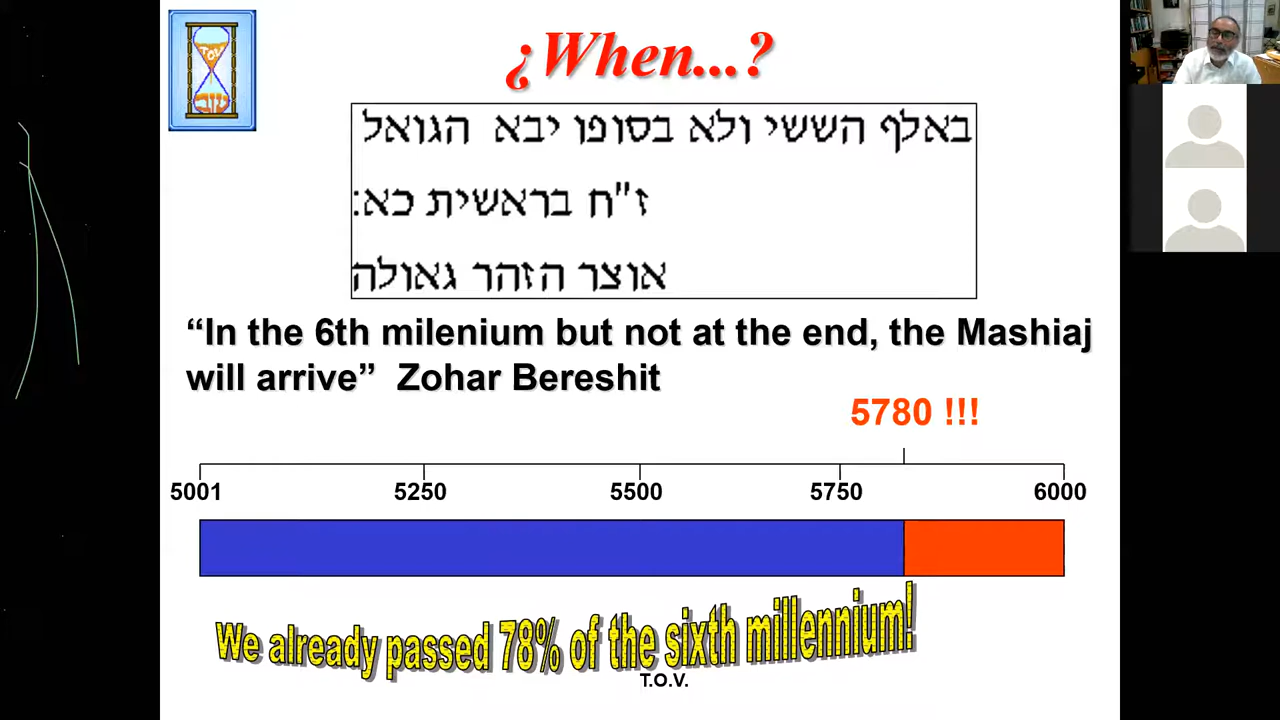 ¿When...?
באלף הששי ולא בסופו יבא הגואל
ז"ח בראשית כא:
אוצר הזהר גאולה
“In the 6th milenium but not at the end, the Mashiaj
will arrive” Zohar Bereshit
5780 !!!
5001 5250 5500 5750 6000
We already passed 78% of the sixth millennium!
T.O.V.